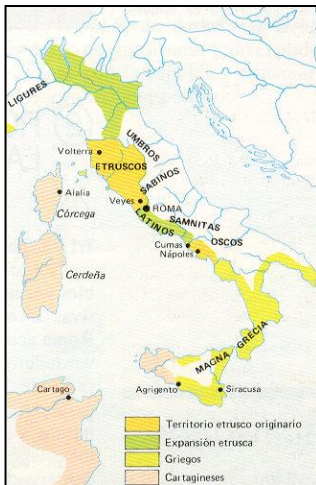 LIGURES
Volterra
UMBROS
ETRUSCOS
SABINOS
Veyes
ROMA
Alalia
Córcega
LATINOS
SAMNITAS
OSCOS
Cumas
Nápoles
Cerdeña
MAGNA GRECIA
Cartago
Agrigento
Siracusa
Territorio etrusco originario
Expansión etrusca
Griegos
Cartagineses